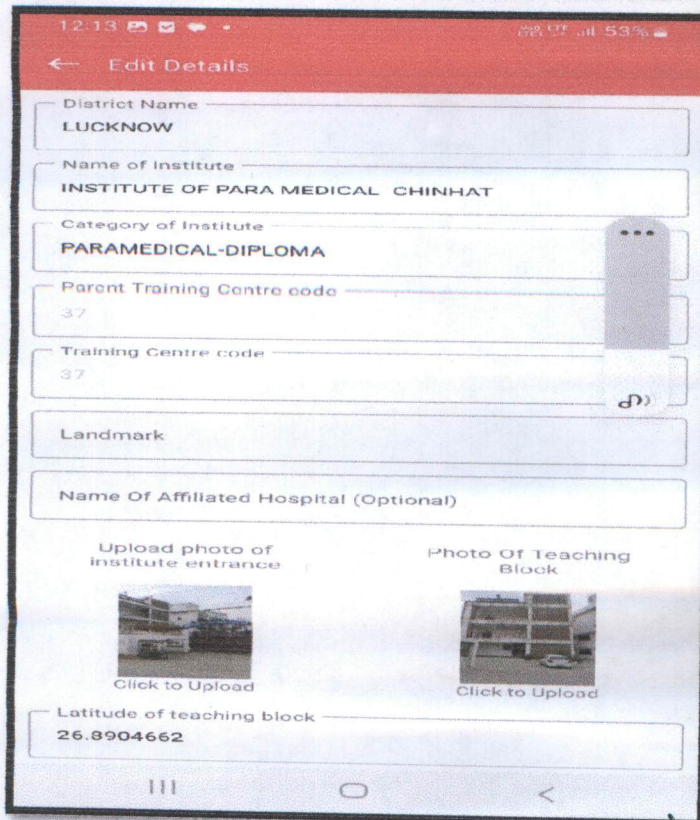 12:13 53%
← Edit Details
District Name
LUCKNOW
Name of Institute
INSTITUTE OF PARA MEDICAL CHINHAT
Category of Institute
PARAMEDICAL-DIPLOMA
Parent Training Centre code
37
Training Centre code
37
Landmark
Name Of Affiliated Hospital (Optional)
Upload photo of
institute entrance
Click to Upload
Photo Of Teaching
Block
Click to Upload
Latitude of teaching block
26.8904662